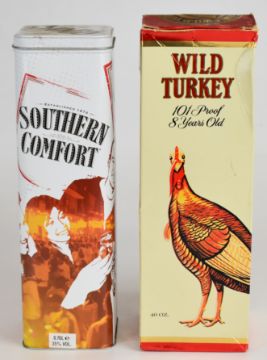 ESTABLISHED 1874
SOUTHERN
COMFORT
0.70L e
35% VOL
WILD
TURKEY
101 Proof
8 Years Old
40 OZ.